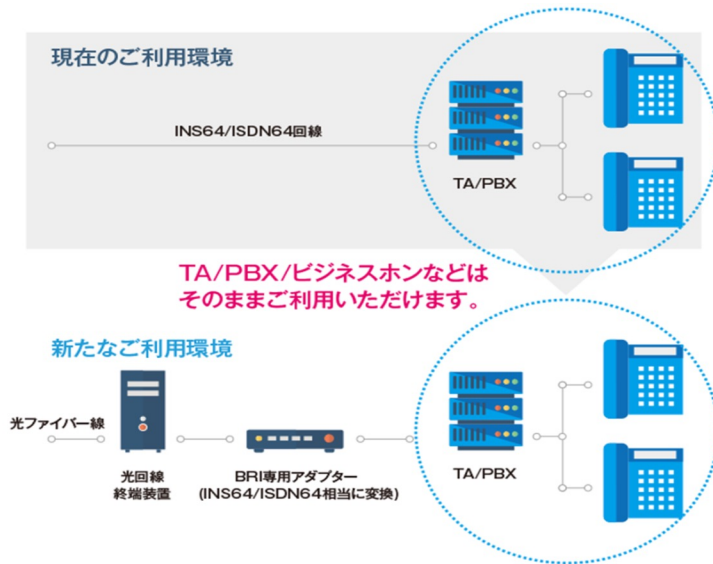 現在のご利用環境
INS64/ISDN64回線
TA/PBX
TA/PBX/ビジネスホンなどは
そのままご利用いただけます。
新たなご利用環境
光ファイバー線
光回線
終端装置
BRI専用アダプター
(INS64/ISDN64相当に変換)
TA/PBX